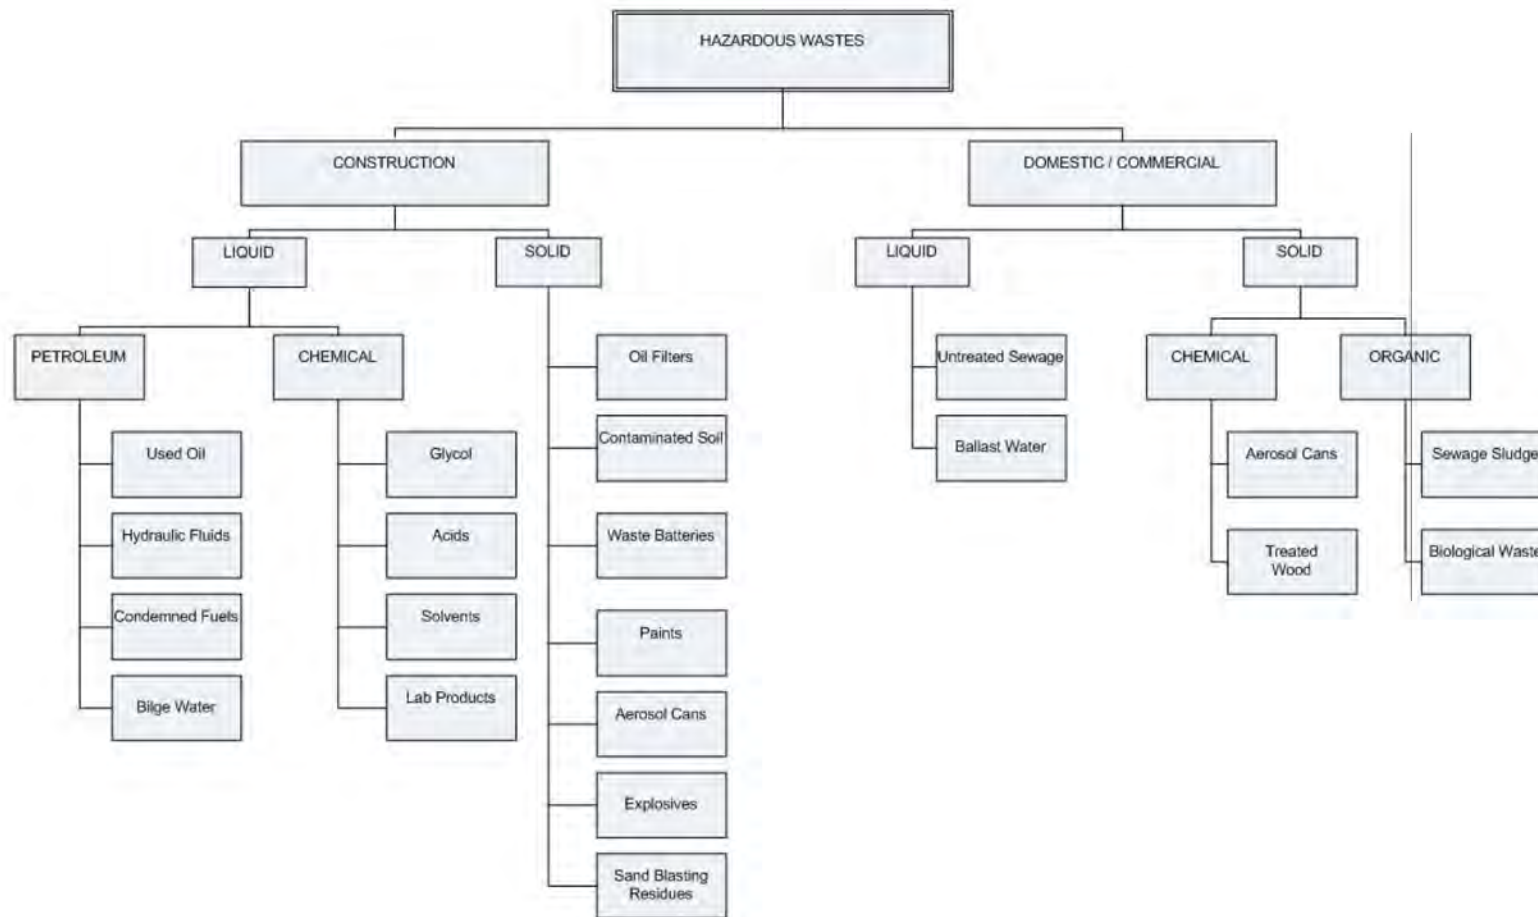 HAZARDOUS WASTES
CONSTRUCTION
DOMESTIC / COMMERCIAL
LIQUID
SOLID
LIQUID
SOLID
PETROLEUM
CHEMICAL
Oil Filters
Untreated Sewage
CHEMICAL
ORGANIC
Contaminated Soil
Ballast Water
Used Oil
Glycol
Aerosol Cans
Sewage Sludge
Hydraulic Fluids
Acids
Waste Batteries
Treated
Wood
Biological Waste
Condemned Fuels
Solvents
Paints
Bilge Water
Lab Products
Aerosol Cans
Explosives
Sand Blasting
Residues